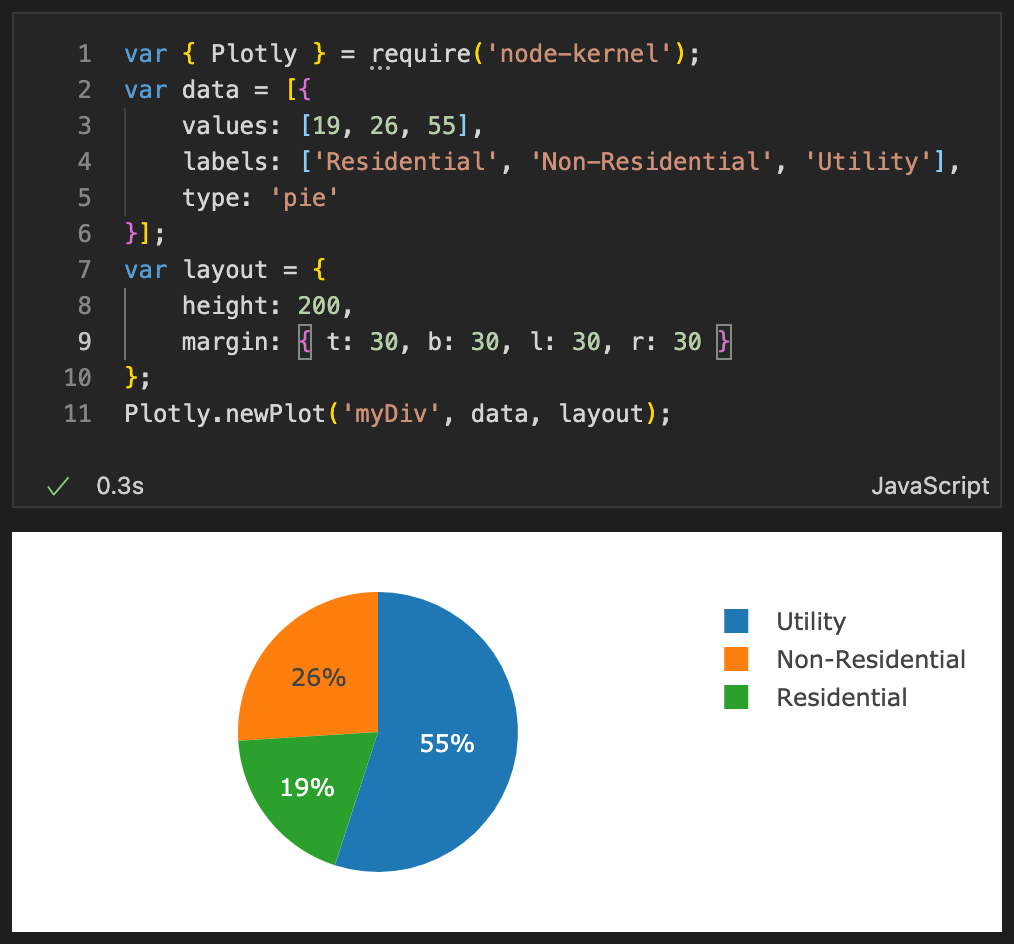 1 var { Plotly } = require('node-kernel');
2 var data = [{
3     values: [19, 26, 55],
4     labels: ['Residential', 'Non-Residential', 'Utility'],
5     type: 'pie'
6 }];
7 var layout = {
8     height: 200,
9     margin: { t: 30, b: 30, l: 30, r: 30 }
10 };
11 Plotly.newPlot('myDiv', data, layout);
0.3s JavaScript
Utility
Non-Residential
Residential
26%
55%
19%